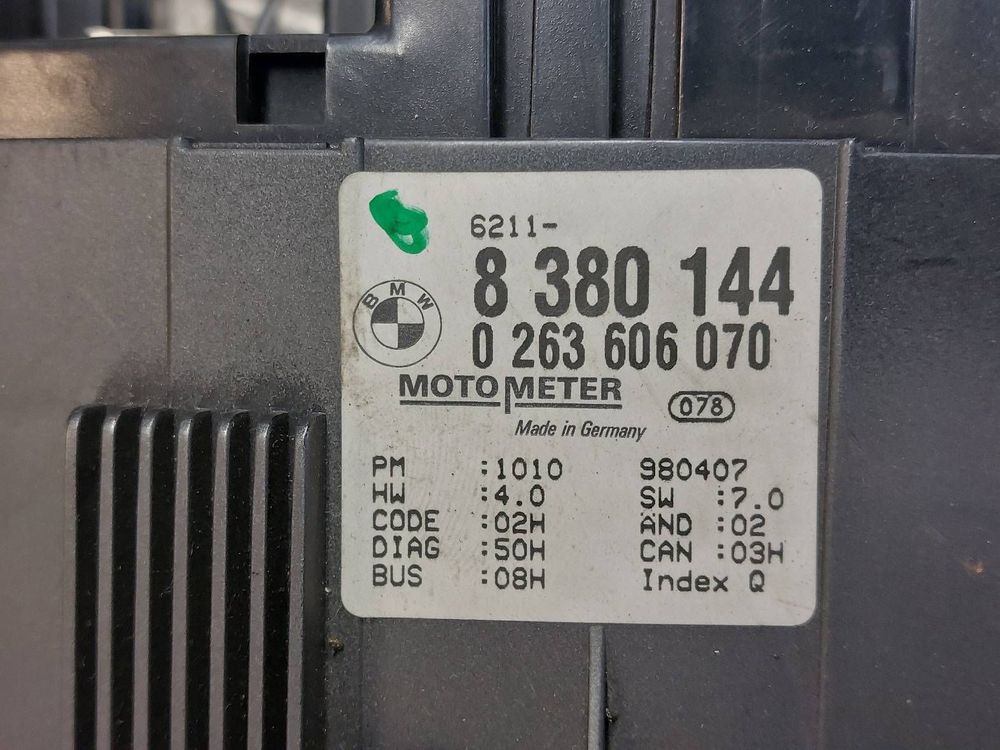 6211-
8 380 144
BMW
0 263 606 070
MOTOMETER
078
Made in Germany
PM :1010 980407
HW :4.0 SW :7.0
CODE :02H ÄND :02
DIAG :50H CAN :03H
BUS :08H Index Q